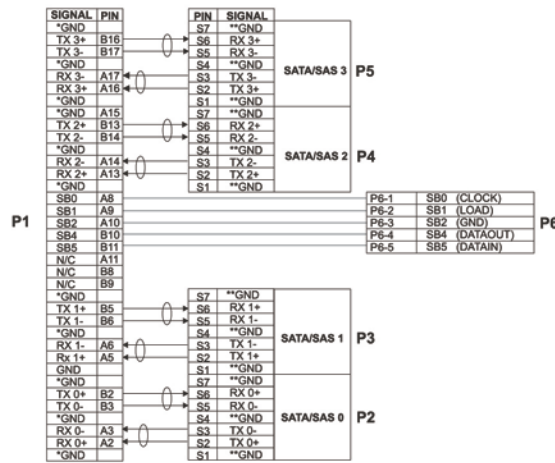 SIGNAL PIN
*GND
TX 3+ B16
TX 3- B17
*GND
RX 3- A17
RX 3+ A16
*GND
*GND A15
TX 2+ B13
TX 2- B14
*GND
RX 2- A14
RX 2+ A13
*GND
SB0 A8
SB1 A9
SB2 A10
SB4 B10
SB5 B11
N/C A11
N/C B8
N/C B9
*GND
TX 1+ B5
TX 1- B6
*GND
RX 1- A6
Rx 1+ A5
GND
*GND
TX 0+ B2
TX 0- B3
*GND
RX 0- A3
RX 0+ A2
*GND
P1
PIN SIGNAL
S7 **GND
S6 RX 3+
S5 RX 3-
S4 **GND
S3 TX 3-
S2 TX 3+
S1 **GND
SATA/SAS 3 P5
S7 **GND
S6 RX 2+
S5 RX 2-
S4 **GND
S3 TX 2-
S2 TX 2+
S1 **GND
SATA/SAS 2 P4
P6-1 SB0 (CLOCK)
P6-2 SB1 (LOAD)
P6-3 SB2 (GND)
P6-4 SB4 (DATAOUT)
P6-5 SB5 (DATAIN)
P6
S7 **GND
S6 RX 1+
S5 RX 1-
S4 **GND
S3 TX 1-
S2 TX 1+
S1 **GND
SATA/SAS 1 P3
S7 **GND
S6 RX 0+
S5 RX 0-
S4 **GND
S3 TX 0-
S2 TX 0+
S1 **GND
SATA/SAS 0 P2